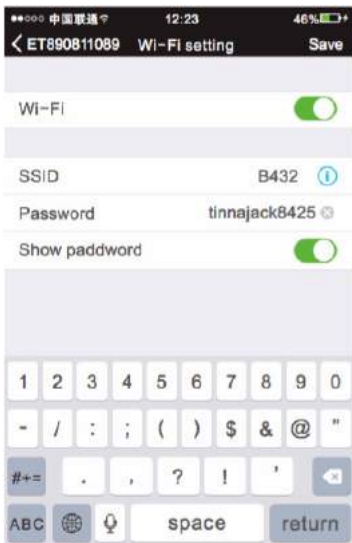 中国联通 12:23 46%
ET890811089 Wi-Fi setting Save
Wi-Fi
SSID B432
Password tinnajack8425
Show paddword
1 2 3 4 5 6 7 8 9 0
- / : ; ( ) $ & @ "
#+= . , ? ! '
ABC space return